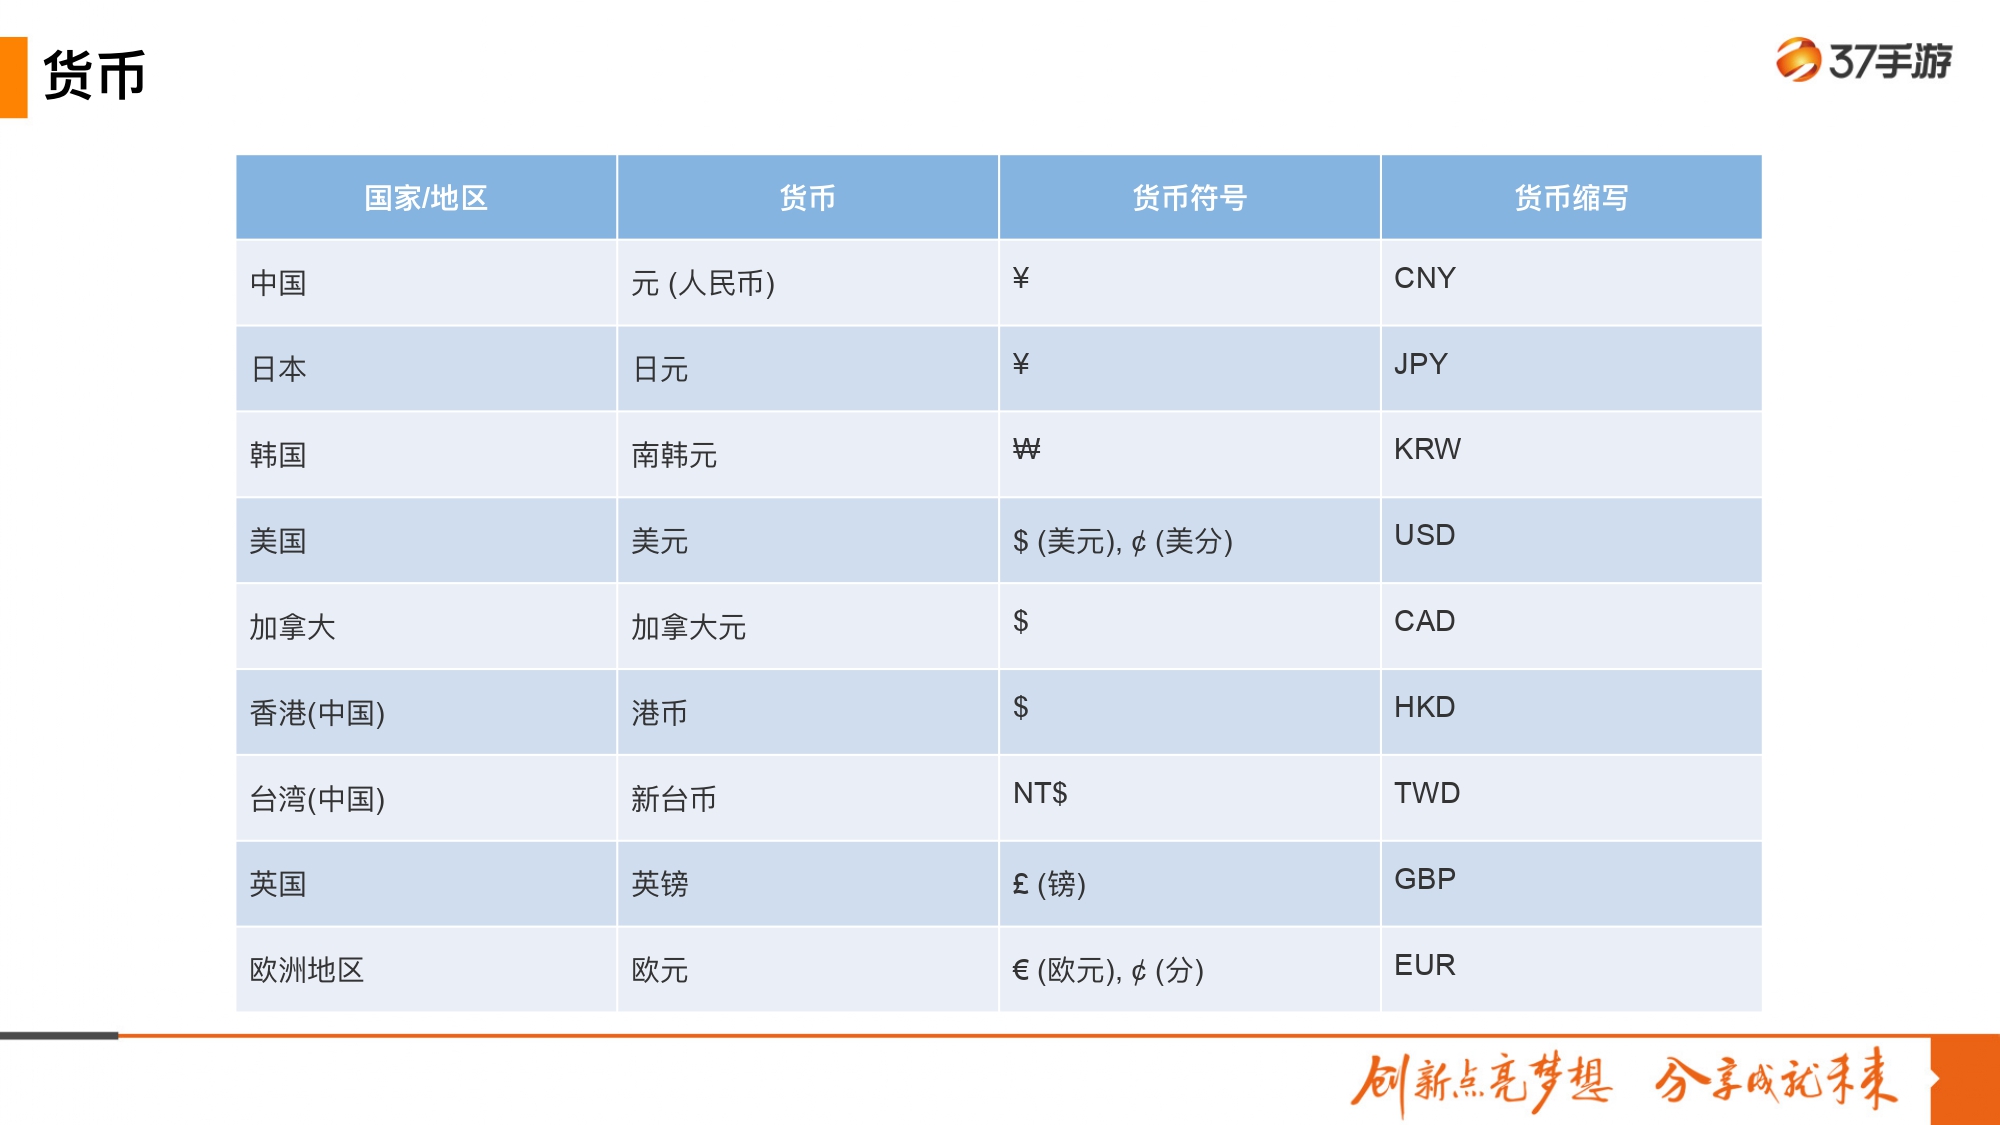 货币
37手游
国家/地区 货币 货币符号 货币缩写
中国 元 (人民币) ¥ CNY
日本 日元 ¥ JPY
韩国 南韩元 ₩ KRW
美国 美元 $ (美元), ¢ (美分) USD
加拿大 加拿大元 $ CAD
香港(中国) 港币 $ HKD
台湾(中国) 新台币 NT$ TWD
英国 英镑 £ (镑) GBP
欧洲地区 欧元 € (欧元), ¢ (分) EUR
创新点亮梦想 分享成就未来